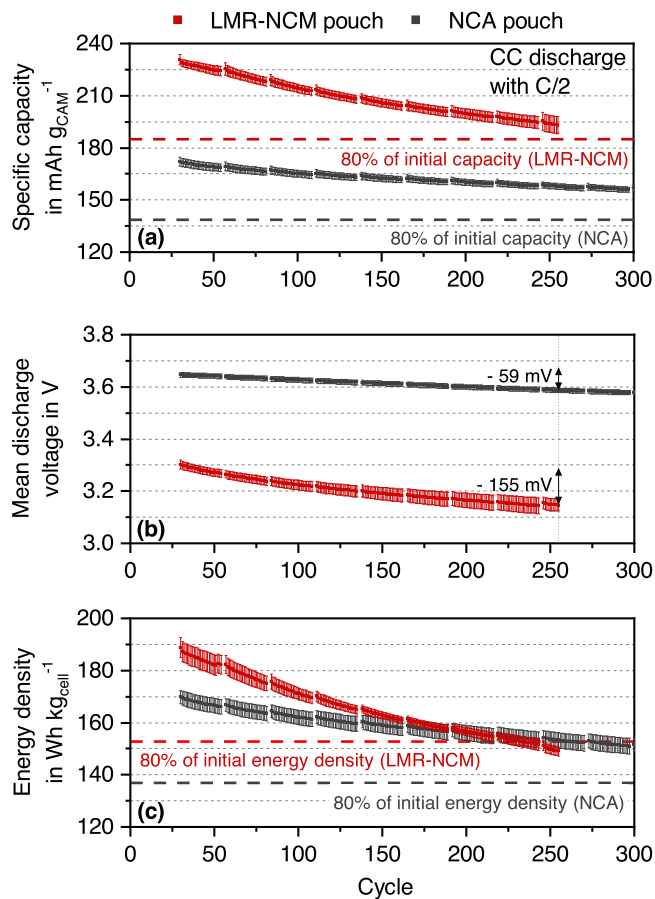 LMR-NCM pouch NCA pouch
240
210
180
150
120
Specific capacity
in mAh g_CAM^-1
CC discharge
with C/2
80% of initial capacity (LMR-NCM)
80% of initial capacity (NCA)
(a)
0 50 100 150 200 250 300
3.8
3.6
3.4
3.2
3.0
Mean discharge
voltage in V
- 59 mV
- 155 mV
(b)
0 50 100 150 200 250 300
200
180
160
140
120
Energy density
in Wh kg_cell^-1
80% of initial energy density (LMR-NCM)
80% of initial energy density (NCA)
(c)
0 50 100 150 200 250 300
Cycle